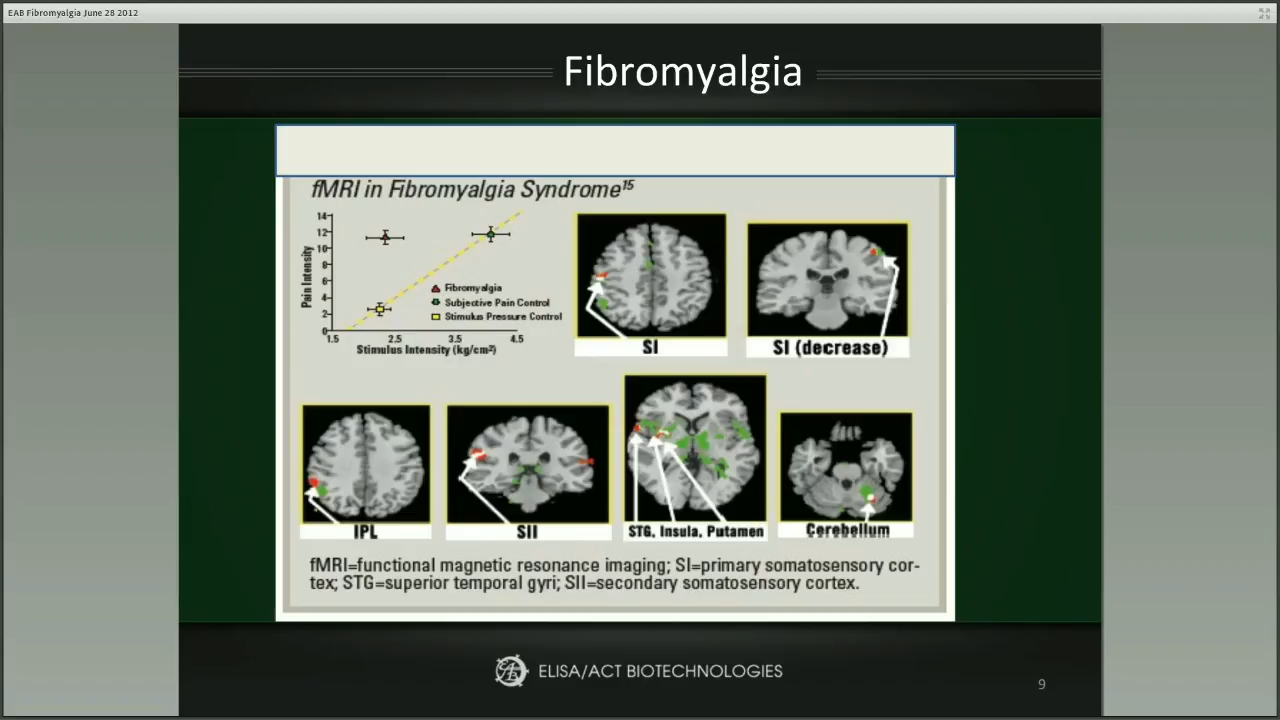 EAB Fibromyalgia June 28 2012
Fibromyalgia
fMRI in Fibromyalgia Syndrome¹⁵
14
12
10
8
6
4
2
0
Pain Intensity
Fibromyalgia
Subjective Pain Control
Stimulus Pressure Control
1.5 2.5 3.5 4.5
Stimulus Intensity (kg/cm²)
SI
SI (decrease)
IPL
SII
STG, Insula, Putamen
Cerebellum
fMRI=functional magnetic resonance imaging; SI=primary somatosensory cor-
tex; STG=superior temporal gyri; SII=secondary somatosensory cortex.
EAB
ELISA/ACT BIOTECHNOLOGIES
9